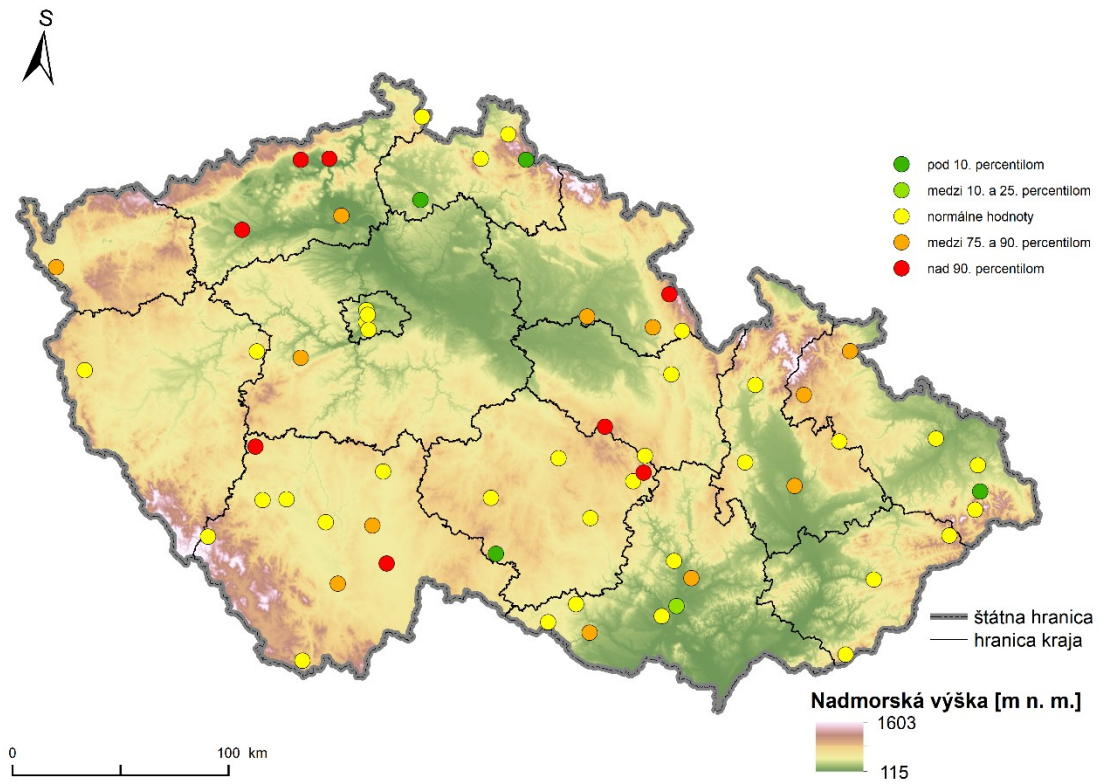 S
pod 10. percentilom
medzi 10. a 25. percentilom
normálne hodnoty
medzi 75. a 90. percentilom
nad 90. percentilom
štátna hranica
hranica kraja
Nadmorská výška [m n. m.]
1603
115
0 100 km